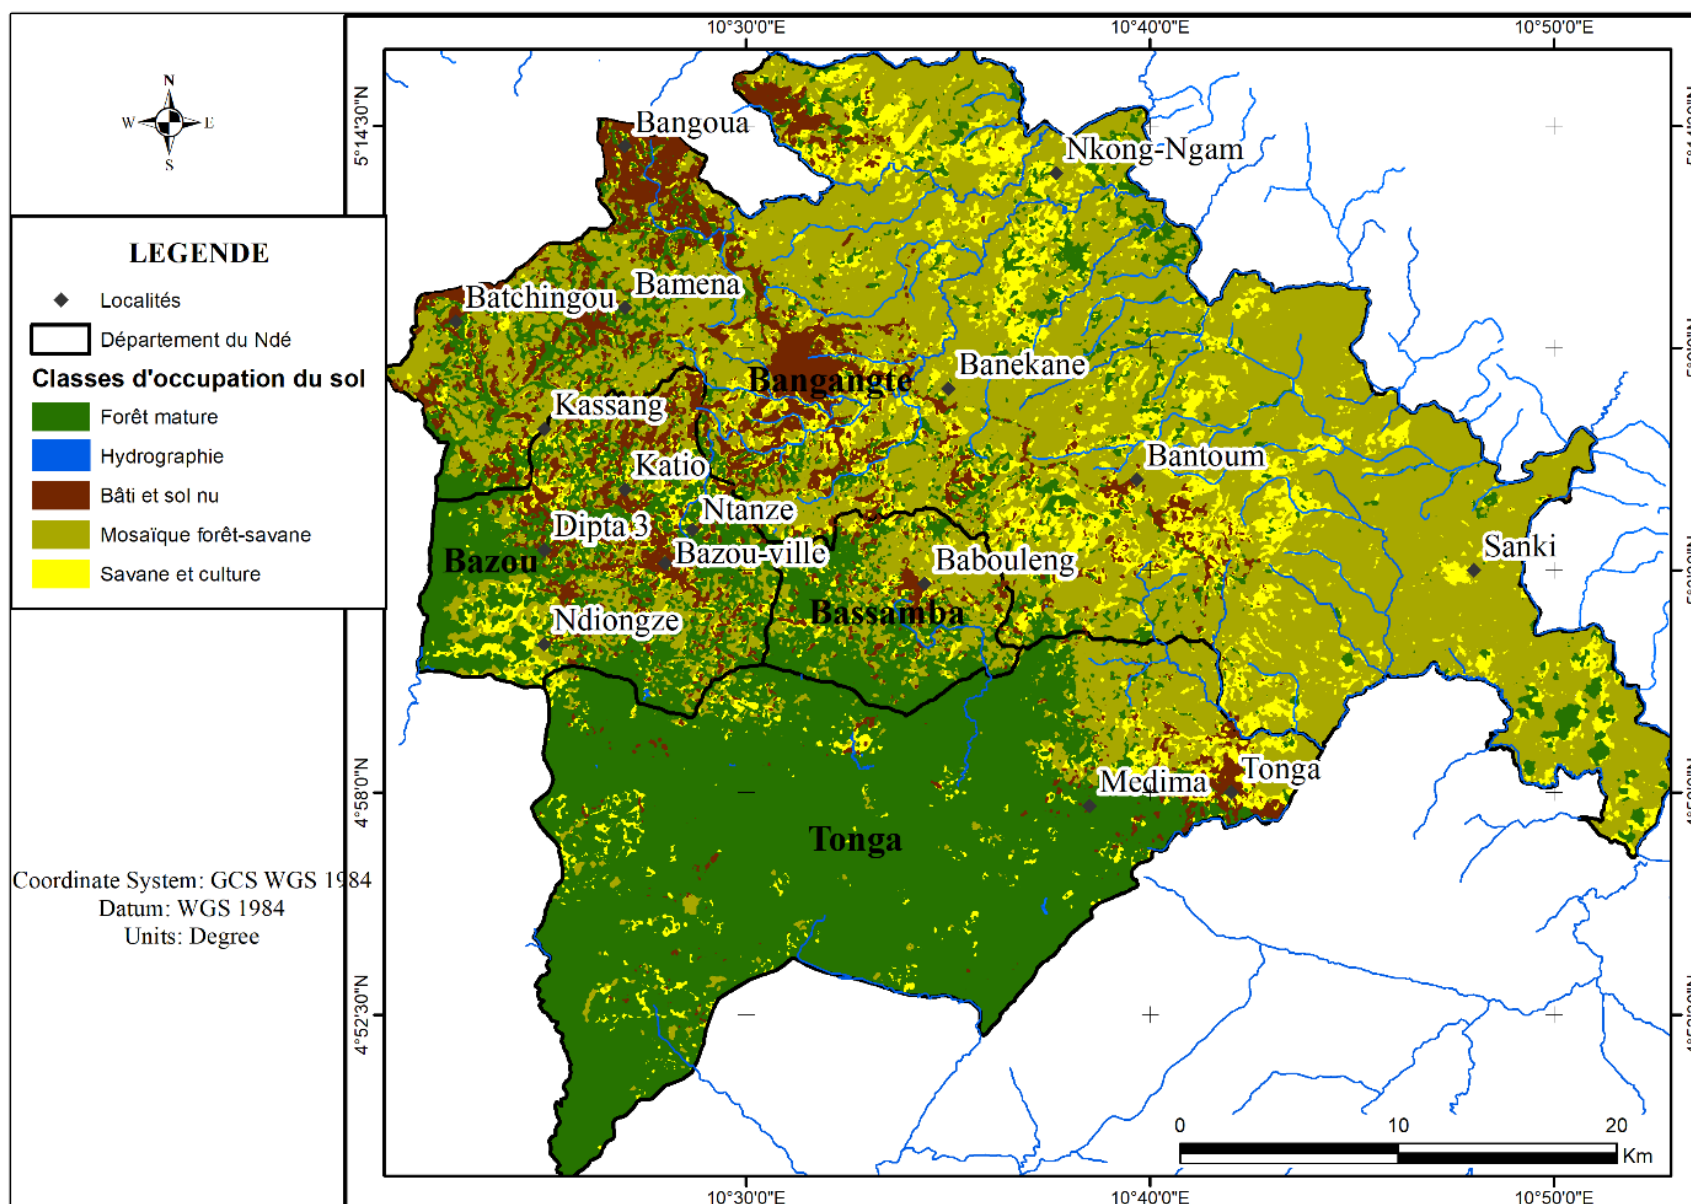 10°30'0"E
10°40'0"E
10°50'0"E
N
W
E
S
5°14'30"N
Bangoua
Nkong-Ngam
LEGENDE
Localités
Département du Ndé
Classes d'occupation du sol
Forêt mature
Hydrographie
Bâti et sol nu
Mosaïque forêt-savane
Savane et culture
Batchingou
Bamena
Bangangte
Banekane
Kassang
Katio
Bantoum
Ntanze
Dipta 3
Bazou
Bazou-ville
Babouleng
Sanki
Bassamba
Ndiongze
4°58'0"N
Medima
Tonga
Tonga
Coordinate System: GCS WGS 1984
Datum: WGS 1984
Units: Degree
4°52'30"N
0
10
20
Km
10°30'0"E
10°40'0"E
10°50'0"E